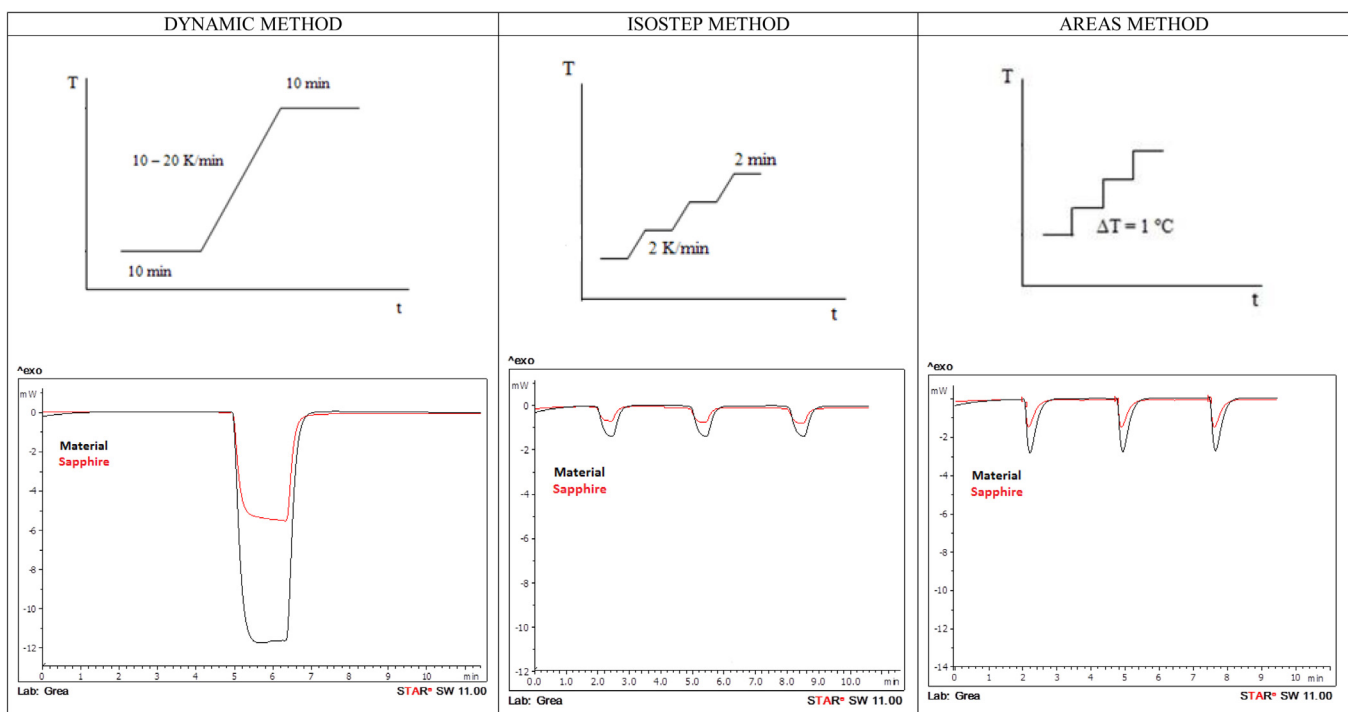 DYNAMIC METHOD
ISOSTEP METHOD
AREAS METHOD
T
10 min
10 – 20 K/min
10 min
t
T
2 min
2 K/min
t
T
ΔT = 1 °C
t
^exo
mW
0
-2
-4
-6
-8
-10
-12
Material
Sapphire
0 1 2 3 4 5 6 7 8 9 10 min
Lab: Grea
STARe SW 11.00
^exo
mW
0
-2
-4
-6
-8
-10
-12
Material
Sapphire
0.0 1.0 2.0 3.0 4.0 5.0 6.0 7.0 8.0 9.0 10.0 min
Lab: Grea
STARe SW 11.00
^exo
mW
0
-2
-4
-6
-8
-10
-12
-14
Material
Sapphire
0 1 2 3 4 5 6 7 8 9 min
Lab: Grea
STARe SW 11.00